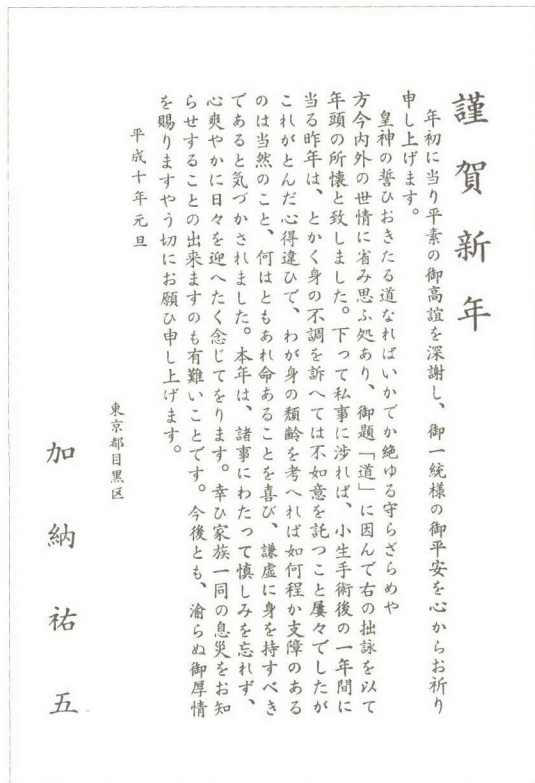 謹賀新年
年初に当り平素の御高誼を深謝し、御一統様の御平安を心からお祈り
申し上げます。
皇神の誓ひおきたる道なればいかでか絶ゆる守らざらめや
方今内外の世情に省み思ふ処あり、御題「道」に因んで右の拙詠を以て
年頭の所懐と致しました。下って私事に渉れば、小生手術後の一年間に
当る昨年は、とかく身の不調を訴へては不如意を託つこと屢々でしたが
これがとんだ心得違ひで、わが身の頽齢を考へれば如何程か支障のある
のは当然のこと、何はともあれ命あることを喜び、謙虚に身を持すべき
であると気づかされました。本年は、諸事にわたって慎しみを忘れず、
心爽やかに日々を迎へたく念じてをります。幸ひ家族一同の息災をお知
らせすることの出来ますのも有難いことです。今後とも、渝らぬ御厚情
を賜りますやう切にお願ひ申し上げます。
平成十年元旦
東京都目黒区
加納祐五